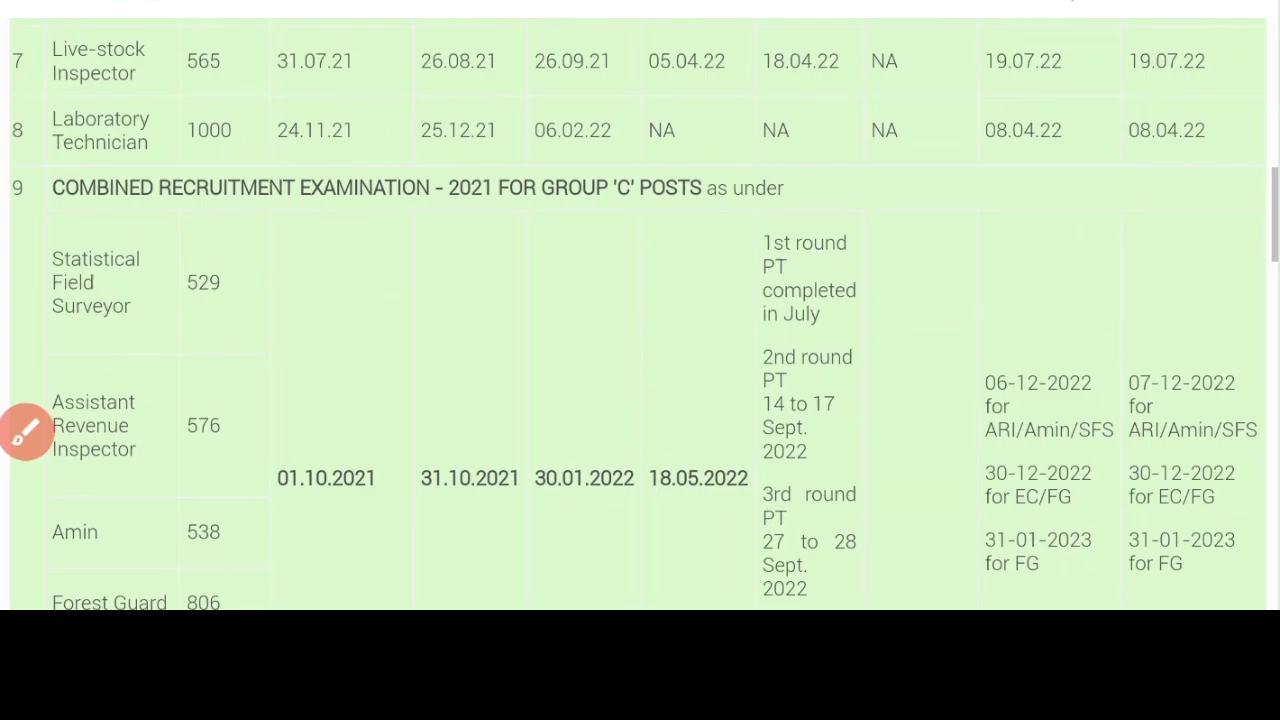 7 Live-stock Inspector 565 31.07.21 26.08.21 26.09.21 05.04.22 18.04.22 NA 19.07.22 19.07.22
8 Laboratory Technician 1000 24.11.21 25.12.21 06.02.22 NA NA NA 08.04.22 08.04.22
9 COMBINED RECRUITMENT EXAMINATION - 2021 FOR GROUP 'C' POSTS as under
Statistical
Field
Surveyor
529
Assistant
Revenue
Inspector
576
Amin 538
Forest Guard 806
01.10.2021 31.10.2021 30.01.2022 18.05.2022
1st round
PT
completed
in July
2nd round
PT
14 to 17
Sept.
2022
3rd round
PT
27 to 28
Sept.
2022
06-12-2022
for
ARI/Amin/SFS
30-12-2022
for EC/FG
31-01-2023
for FG
07-12-2022
for
ARI/Amin/SFS
30-12-2022
for EC/FG
31-01-2023
for FG